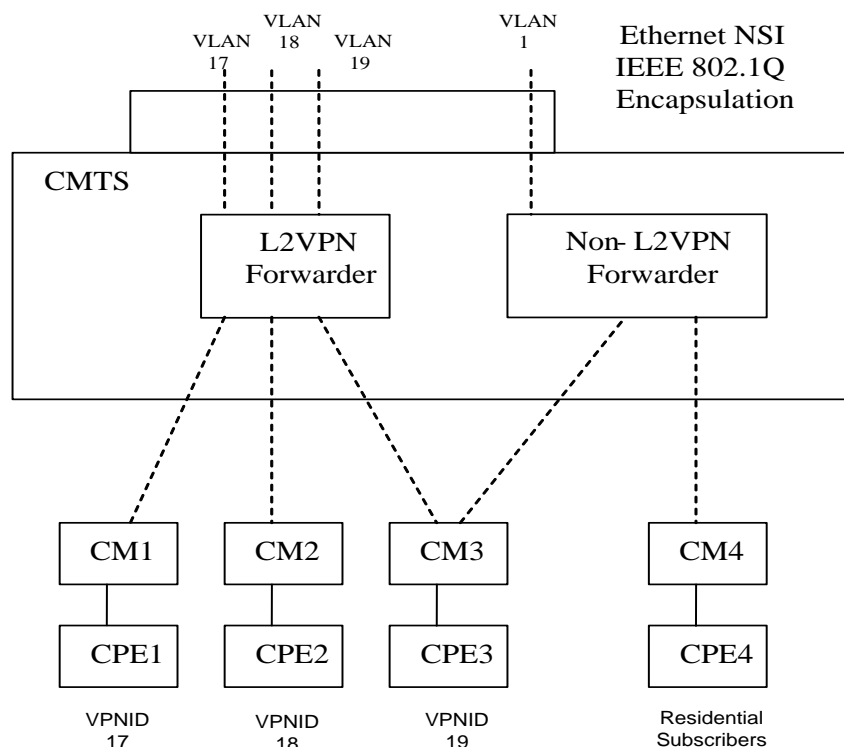 VLAN
17
VLAN
18
VLAN
19
VLAN
1
Ethernet NSI
IEEE 802.1Q
Encapsulation
CMTS
L2VPN
Forwarder
Non- L2VPN
Forwarder
CM1
CM2
CM3
CM4
CPE1
CPE2
CPE3
CPE4
VPNID
17
VPNID
18
VPNID
19
Residential
Subscribers